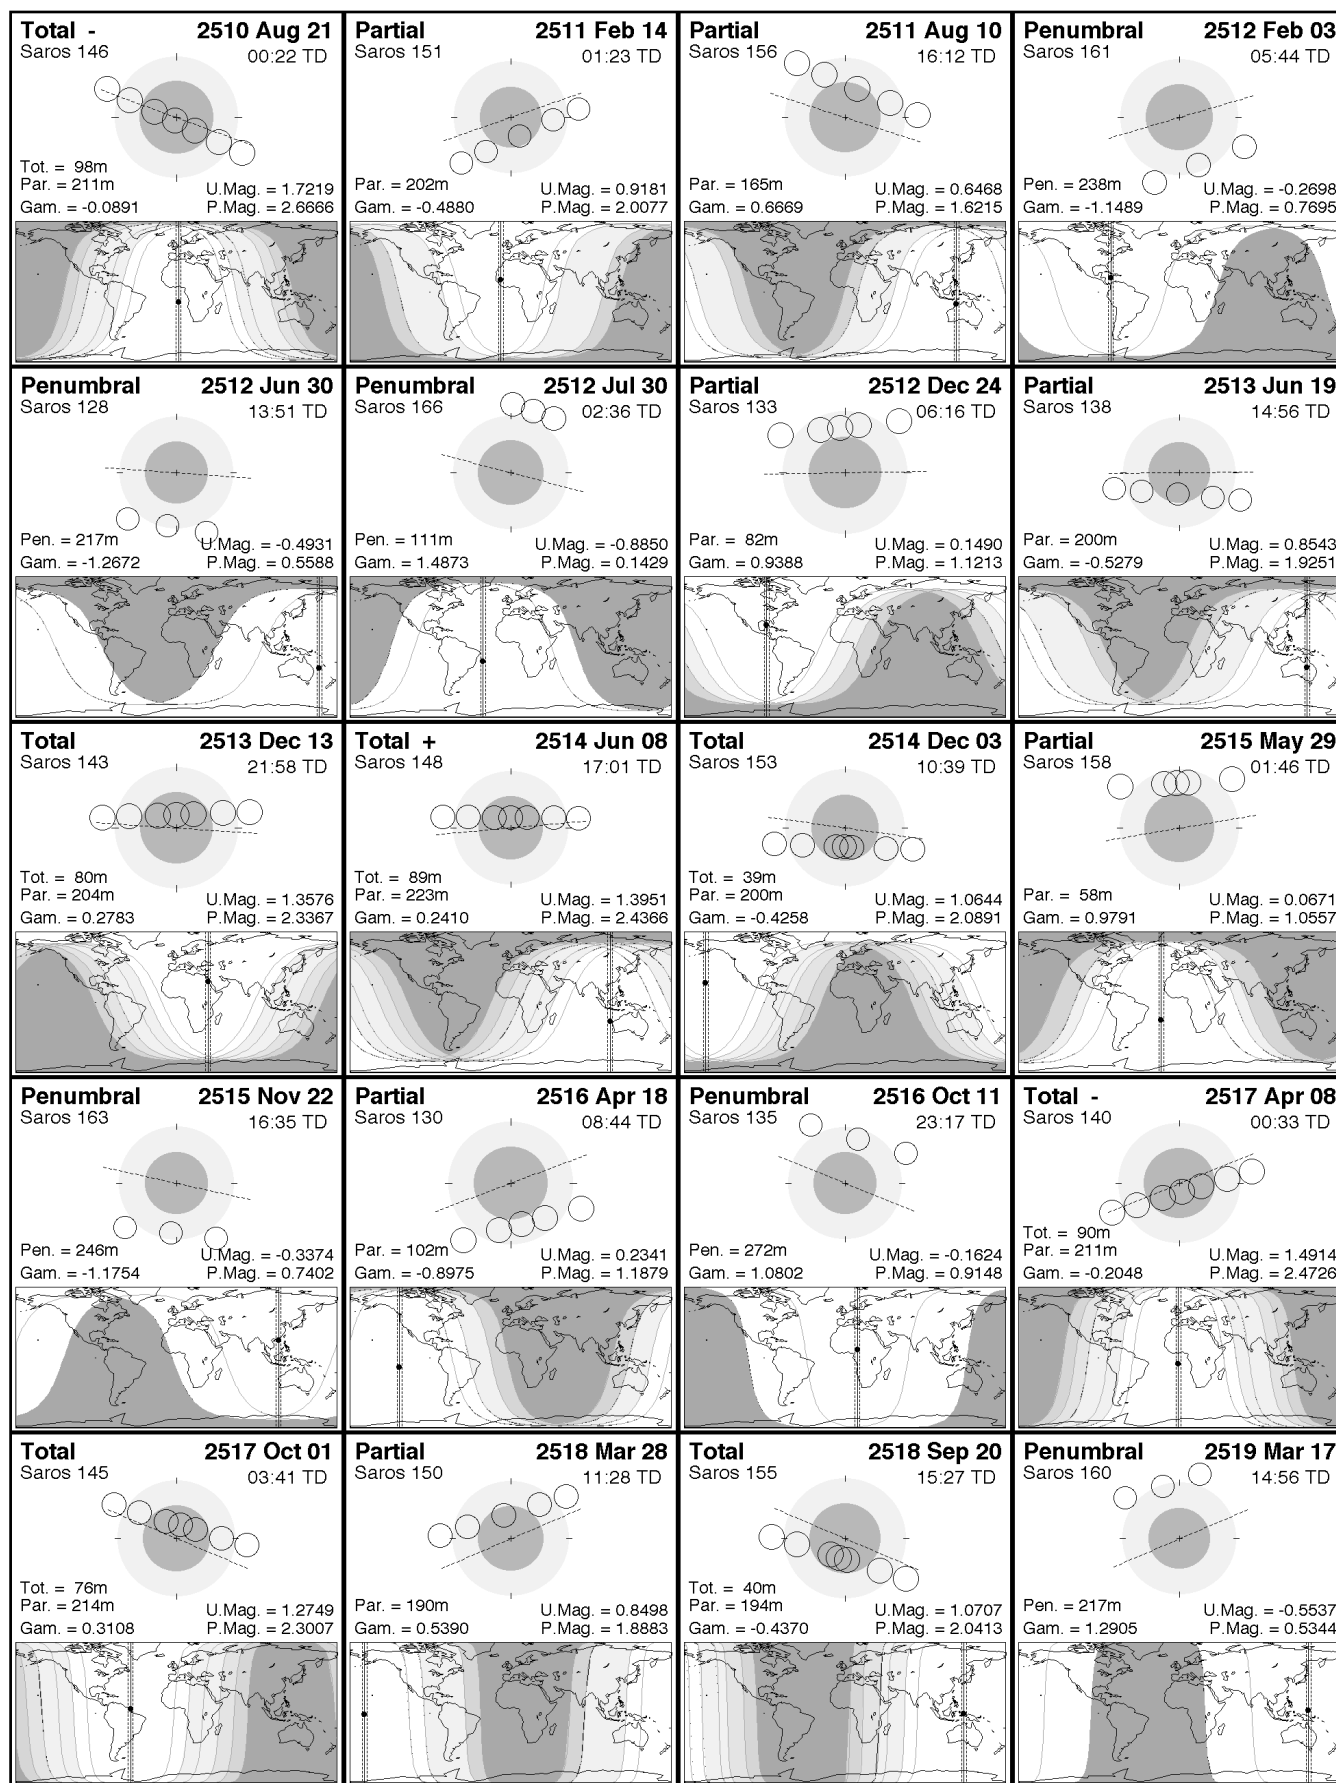 Total - 2510 Aug 21
Saros 146 00:22 TD
Tot. = 98m
Par. = 211m U.Mag. = 1.7219
Gam. = -0.0891 P.Mag. = 2.6666
Partial 2511 Feb 14
Saros 151 01:23 TD
Par. = 202m U.Mag. = 0.9181
Gam. = -0.4880 P.Mag. = 2.0077
Partial 2511 Aug 10
Saros 156 16:12 TD
Par. = 165m U.Mag. = 0.6468
Gam. = 0.6669 P.Mag. = 1.6215
Penumbral 2512 Feb 03
Saros 161 05:44 TD
Pen. = 238m U.Mag. = -0.2698
Gam. = -1.1489 P.Mag. = 0.7695
Penumbral 2512 Jun 30
Saros 128 13:51 TD
Pen. = 217m U.Mag. = -0.4931
Gam. = -1.2672 P.Mag. = 0.5588
Penumbral 2512 Jul 30
Saros 166 02:36 TD
Pen. = 111m U.Mag. = -0.8850
Gam. = 1.4873 P.Mag. = 0.1429
Partial 2512 Dec 24
Saros 133 06:16 TD
Par. = 82m U.Mag. = 0.1490
Gam. = 0.9388 P.Mag. = 1.1213
Partial 2513 Jun 19
Saros 138 14:56 TD
Par. = 200m U.Mag. = 0.8543
Gam. = -0.5279 P.Mag. = 1.9251
Total 2513 Dec 13
Saros 143 21:58 TD
Tot. = 80m
Par. = 204m U.Mag. = 1.3576
Gam. = 0.2783 P.Mag. = 2.3367
Total + 2514 Jun 08
Saros 148 17:01 TD
Tot. = 89m
Par. = 223m U.Mag. = 1.3951
Gam. = 0.2410 P.Mag. = 2.4366
Total 2514 Dec 03
Saros 153 10:39 TD
Tot. = 39m
Par. = 200m U.Mag. = 1.0644
Gam. = -0.4258 P.Mag. = 2.0891
Partial 2515 May 29
Saros 158 01:46 TD
Par. = 58m U.Mag. = 0.0671
Gam. = 0.9791 P.Mag. = 1.0557
Penumbral 2515 Nov 22
Saros 163 16:35 TD
Pen. = 246m U.Mag. = -0.3374
Gam. = -1.1754 P.Mag. = 0.7402
Partial 2516 Apr 18
Saros 130 08:44 TD
Par. = 102m U.Mag. = 0.2341
Gam. = -0.8975 P.Mag. = 1.1879
Penumbral 2516 Oct 11
Saros 135 23:17 TD
Pen. = 272m U.Mag. = -0.1624
Gam. = 1.0802 P.Mag. = 0.9148
Total - 2517 Apr 08
Saros 140 00:33 TD
Tot. = 90m
Par. = 211m U.Mag. = 1.4914
Gam. = -0.2048 P.Mag. = 2.4726
Total 2517 Oct 01
Saros 145 03:41 TD
Tot. = 76m
Par. = 214m U.Mag. = 1.2749
Gam. = 0.3108 P.Mag. = 2.3007
Partial 2518 Mar 28
Saros 150 11:28 TD
Par. = 190m U.Mag. = 0.8498
Gam. = 0.5390 P.Mag. = 1.8883
Total 2518 Sep 20
Saros 155 15:27 TD
Tot. = 40m
Par. = 194m U.Mag. = 1.0707
Gam. = -0.4370 P.Mag. = 2.0413
Penumbral 2519 Mar 17
Saros 160 14:56 TD
Pen. = 217m U.Mag. = -0.5537
Gam. = 1.2905 P.Mag. = 0.5344